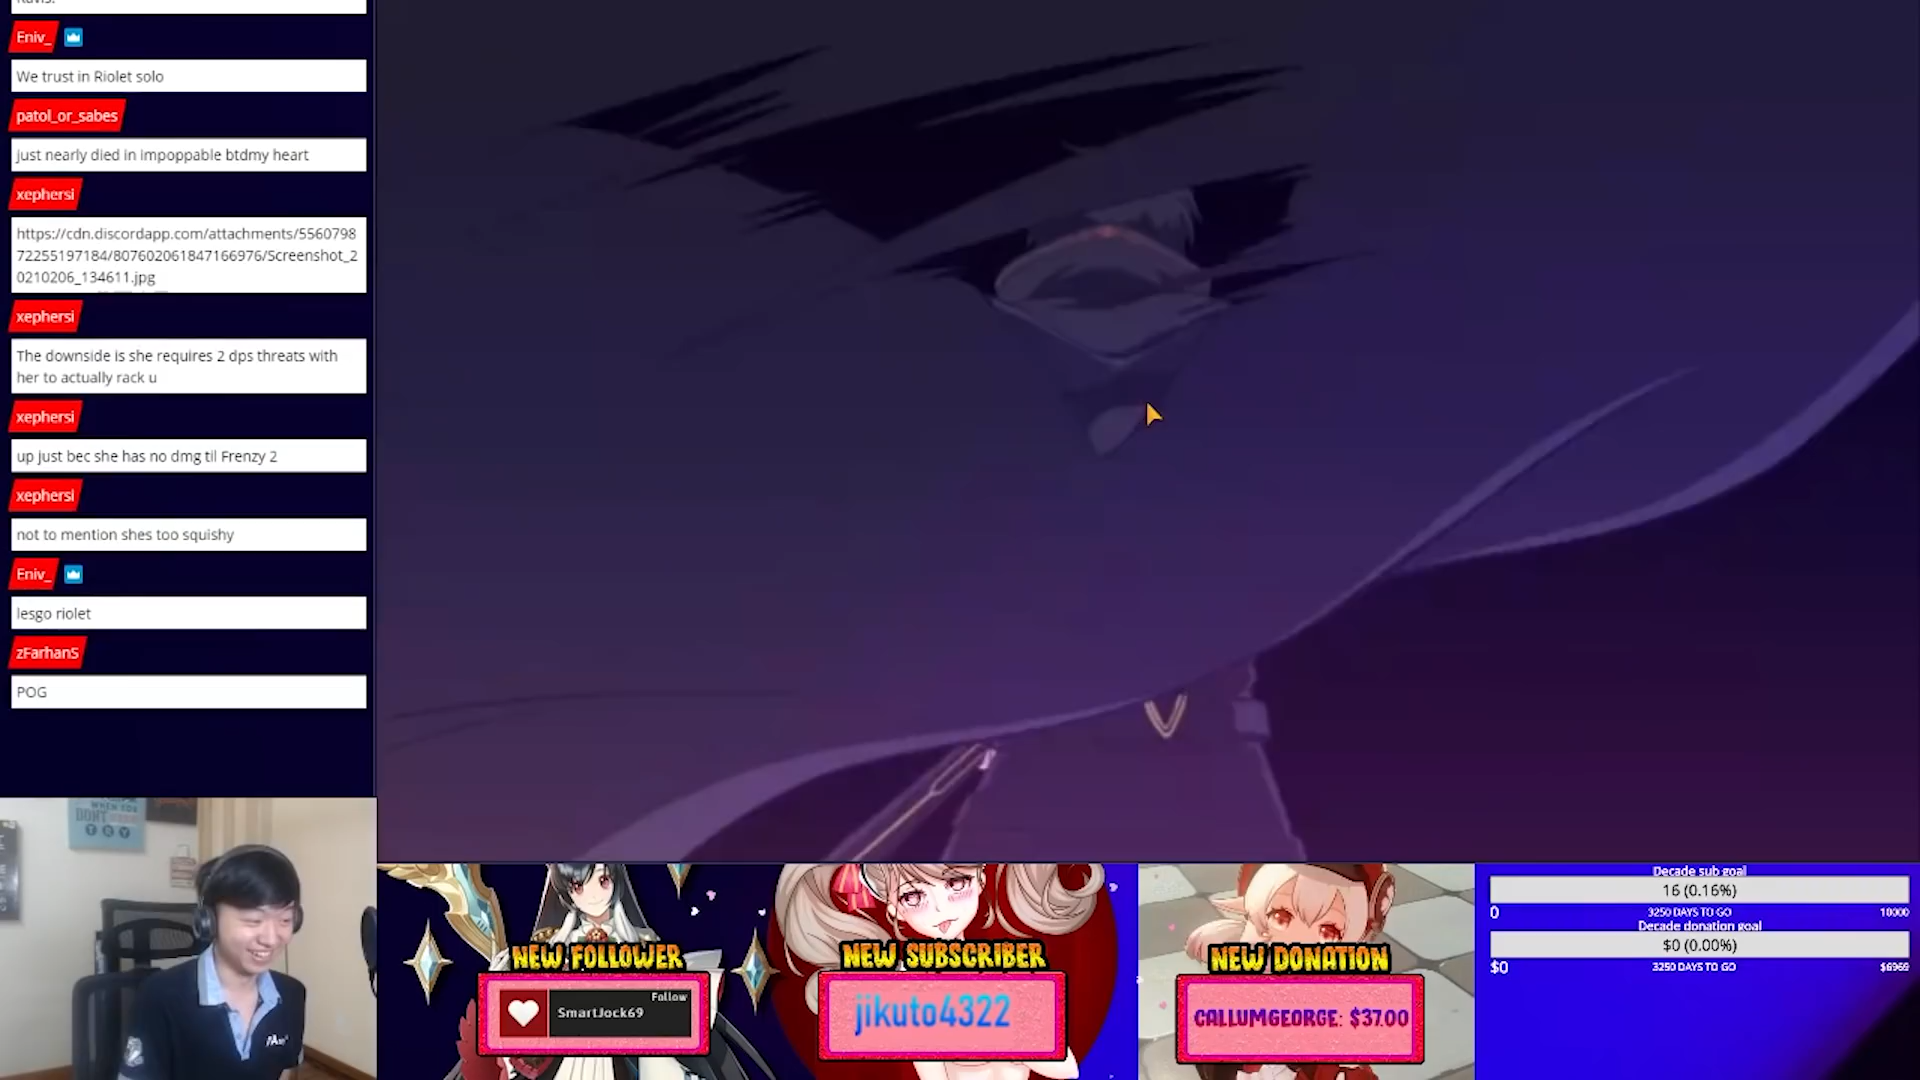 Eniv_
We trust in Riolet solo
patol_or_sabes
just nearly died in impoppable btdmy heart
xephersi
https://cdn.discordapp.com/attachments/5560798
72255197184/807602061847166976/Screenshot_2
0210206_134611.jpg
xephersi
The downside is she requires 2 dps threats with
her to actually rack u
xephersi
up just bec she has no dmg til Frenzy 2
xephersi
not to mention shes too squishy
Eniv_
lesgo riolet
zFarhanS
POG
WHEN YOU
DONT
TRY
NEW FOLLOWER
Follow
SmartJock69
NEW SUBSCRIBER
jikuto4322
NEW DONATION
CALLUMGEORGE: $37.00
Decade sub goal
16 (0.16%)
0 3250 DAYS TO GO 10000
Decade donation goal
$0 (0.00%)
$0 3250 DAYS TO GO $6969